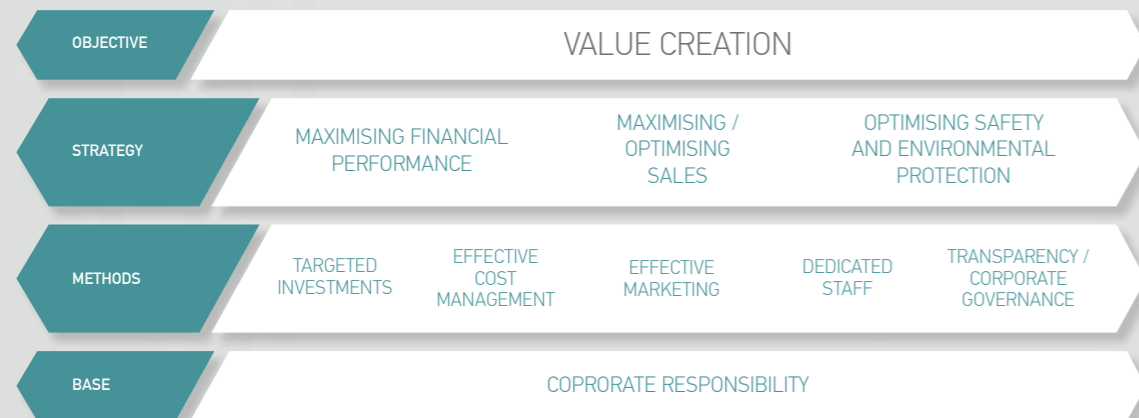 OBJECTIVE
VALUE CREATION
STRATEGY
MAXIMISING FINANCIAL
PERFORMANCE
MAXIMISING /
OPTIMISING
SALES
OPTIMISING SAFETY
AND ENVIRONMENTAL
PROTECTION
METHODS
TARGETED
INVESTMENTS
EFFECTIVE
COST
MANAGEMENT
EFFECTIVE
MARKETING
DEDICATED
STAFF
TRANSPARENCY /
CORPORATE
GOVERNANCE
BASE
COPRORATE RESPONSIBILITY